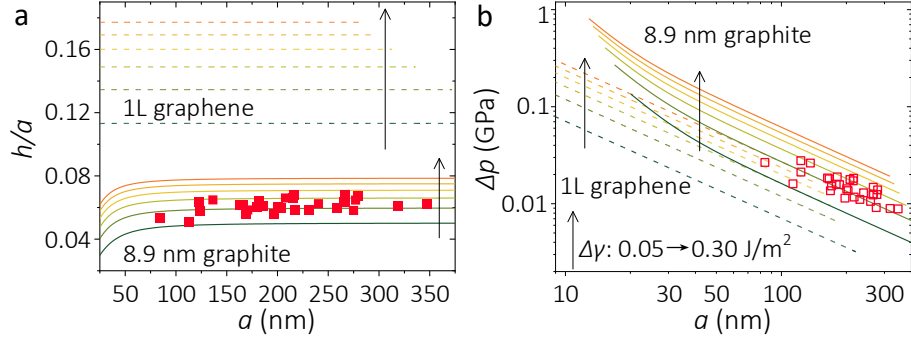 a
0.16
0.12
0.08
0.04
h/a
1L graphene
8.9 nm graphite
50
100
150
200
250
300
350
a (nm)
b
1
0.1
0.01
Δp (GPa)
8.9 nm graphite
1L graphene
Δγ: 0.05→0.30 J/m²
10
30
50
100
300
a (nm)